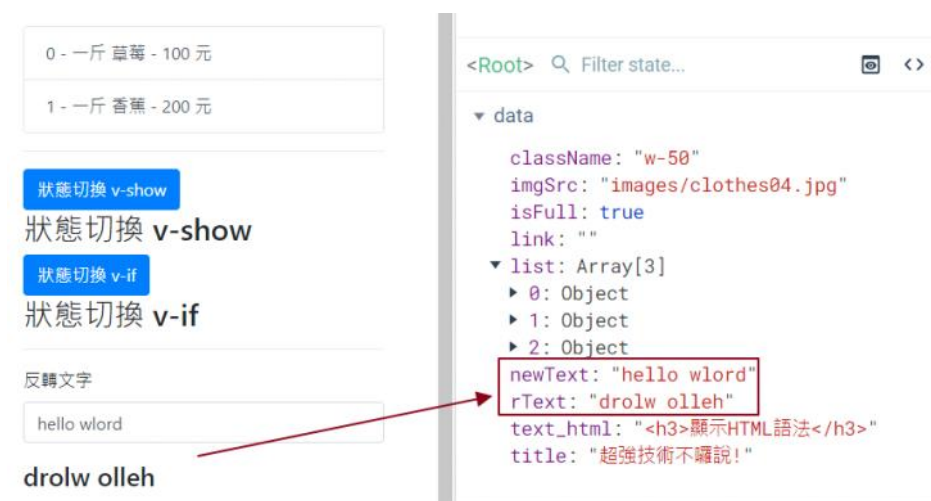 0 - 一斤 草莓 - 100 元
1 - 一斤 香蕉 - 200 元
狀態切換 v-show
狀態切換 v-show
狀態切換 v-if
狀態切換 v-if
反轉文字
hello wlord
drolw olleh
<Root> Filter state...
data
className: "w-50"
imgSrc: "images/clothes04.jpg"
isFull: true
link: ""
list: Array[3]
0: Object
1: Object
2: Object
newText: "hello wlord"
rText: "drolw olleh"
text_html: "<h3>顯示HTML語法</h3>"
title: "超強技術不囉說!"